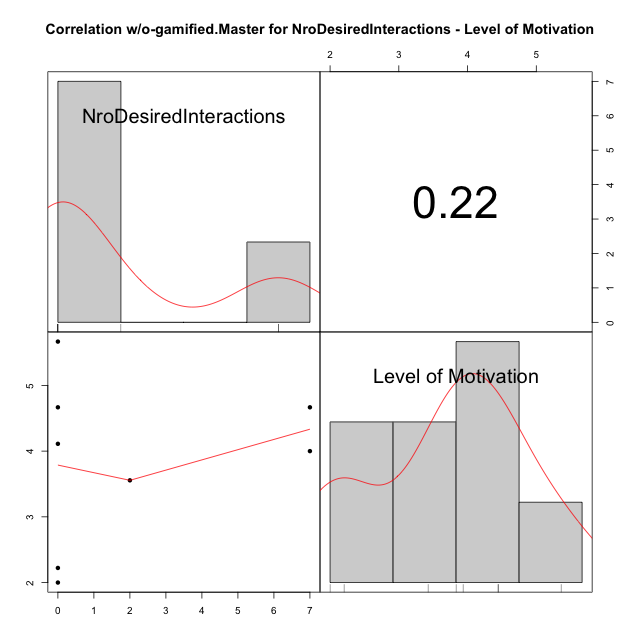 Correlation w/o-gamified.Master for NroDesiredInteractions - Level of Motivation
2 3 4 5
NroDesiredInteractions
0.22
7
6
5
4
3
2
1
0
Level of Motivation
5
4
3
2
0 1 2 3 4 5 6 7